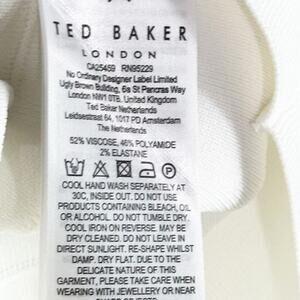 TED BAKER
LONDON
CA25459 RN95229
No Ordinary Designer Label Limited
Ugly Brown Building, 6a St Pancras Way
London NW1 0TB, United Kingdom
Ted Baker Netherlands
Leidsestraat 64, 1017 PD Amsterdam
The Netherlands
52% VISCOSE, 46% POLYAMIDE
2% ELASTANE
COOL HAND WASH SEPARATELY AT
30C, INSIDE OUT. DO NOT USE
PRODUCTS CONTAINING BLEACH, OIL
OR ALCOHOL. DO NOT TUMBLE DRY.
COOL IRON ON REVERSE. MAY BE
DRY CLEANED. DO NOT LEAVE IN
DIRECT SUNLIGHT. RE-SHAPE WHILST
DAMP. DRY FLAT. DUE TO THE
DELICATE NATURE OF THIS
GARMENT, PLEASE TAKE CARE WHEN
WEARING WITH JEWELLERY OR NEAR